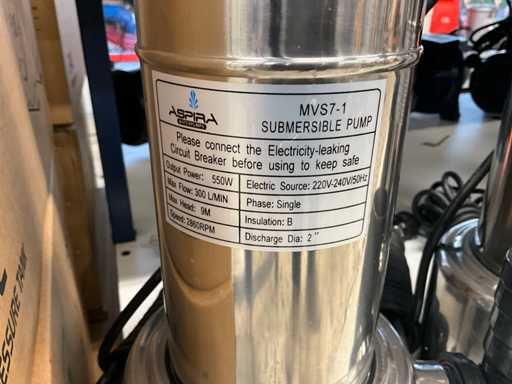 ASPIRA
MVS7-1
SUBMERSIBLE PUMP
Please connect the Electricity-leaking
Circuit Breaker before using to keep safe
Output Power: 550W
Electric Source: 220V-240V/50Hz
Max. Flow: 300 L/MIN
Phase: Single
Max. Head: 9M
Insulation: B
Speed: 2860RPM
Discharge Dia: 2"
ESSURE TANK